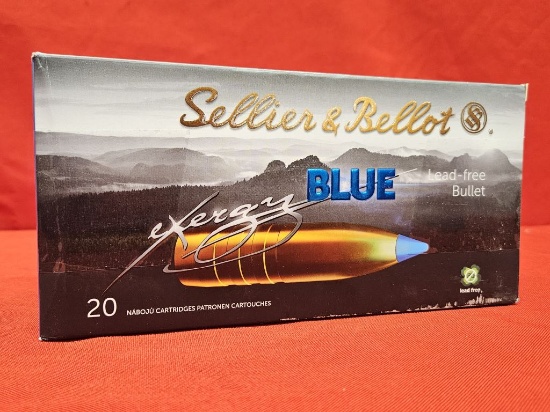 Sellier & Bellot
eXergy BLUE
Lead-free
Bullet
20 NÁBOJŮ CARTRIDGES PATRONEN CARTOUCHES
lead free